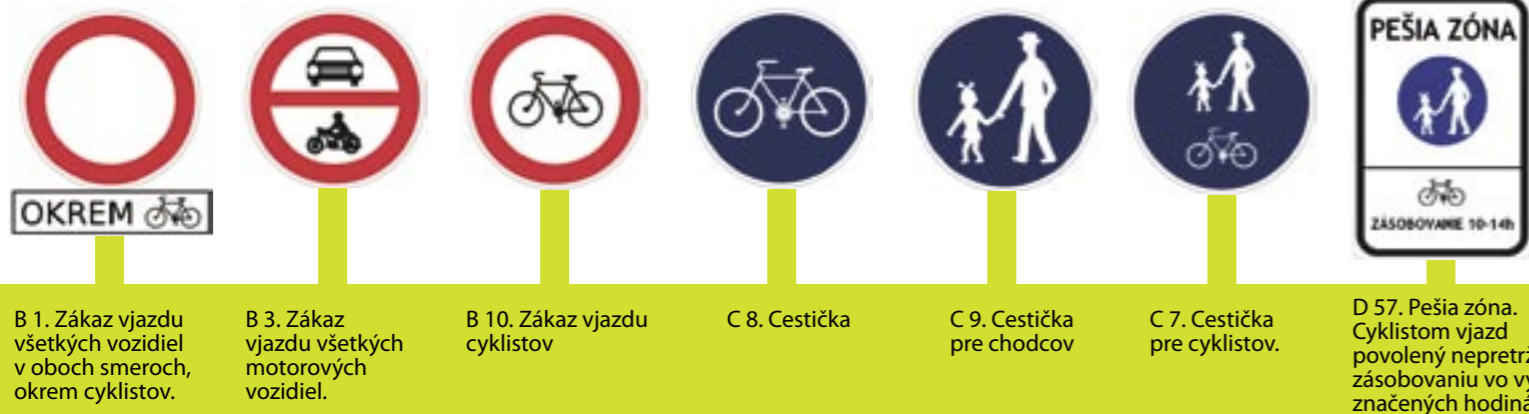 OKREM
PEŠIA ZÓNA
ZÁSOBOVANIE 10-14h
B 1. Zákaz vjazdu
všetkých vozidiel
v oboch smeroch,
okrem cyklistov.
B 3. Zákaz
vjazdu všetkých
motorových
vozidiel.
B 10. Zákaz vjazdu
cyklistov
C 8. Cestička
C 9. Cestička
pre chodcov
C 7. Cestička
pre cyklistov.
D 57. Pešia zóna.
Cyklistom vjazd
povolený nepretrž
zásobovaniu vo vy
značených hodiná